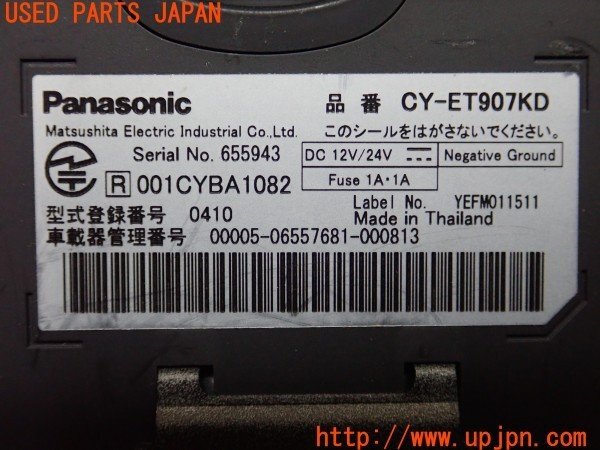 USED PARTS JAPAN
Panasonic 品番 CY-ET907KD
Matsushita Electric Industrial Co.,Ltd. このシールをはがさないでください。
Serial No. 655943 DC 12V/24V Negative Ground
R 001CYBA1082 Fuse 1A・1A
Label No. YEFM011511
型式登録番号 0410 Made in Thailand
車載器管理番号 00005-06557681-000813
http://www.upjpn.com/